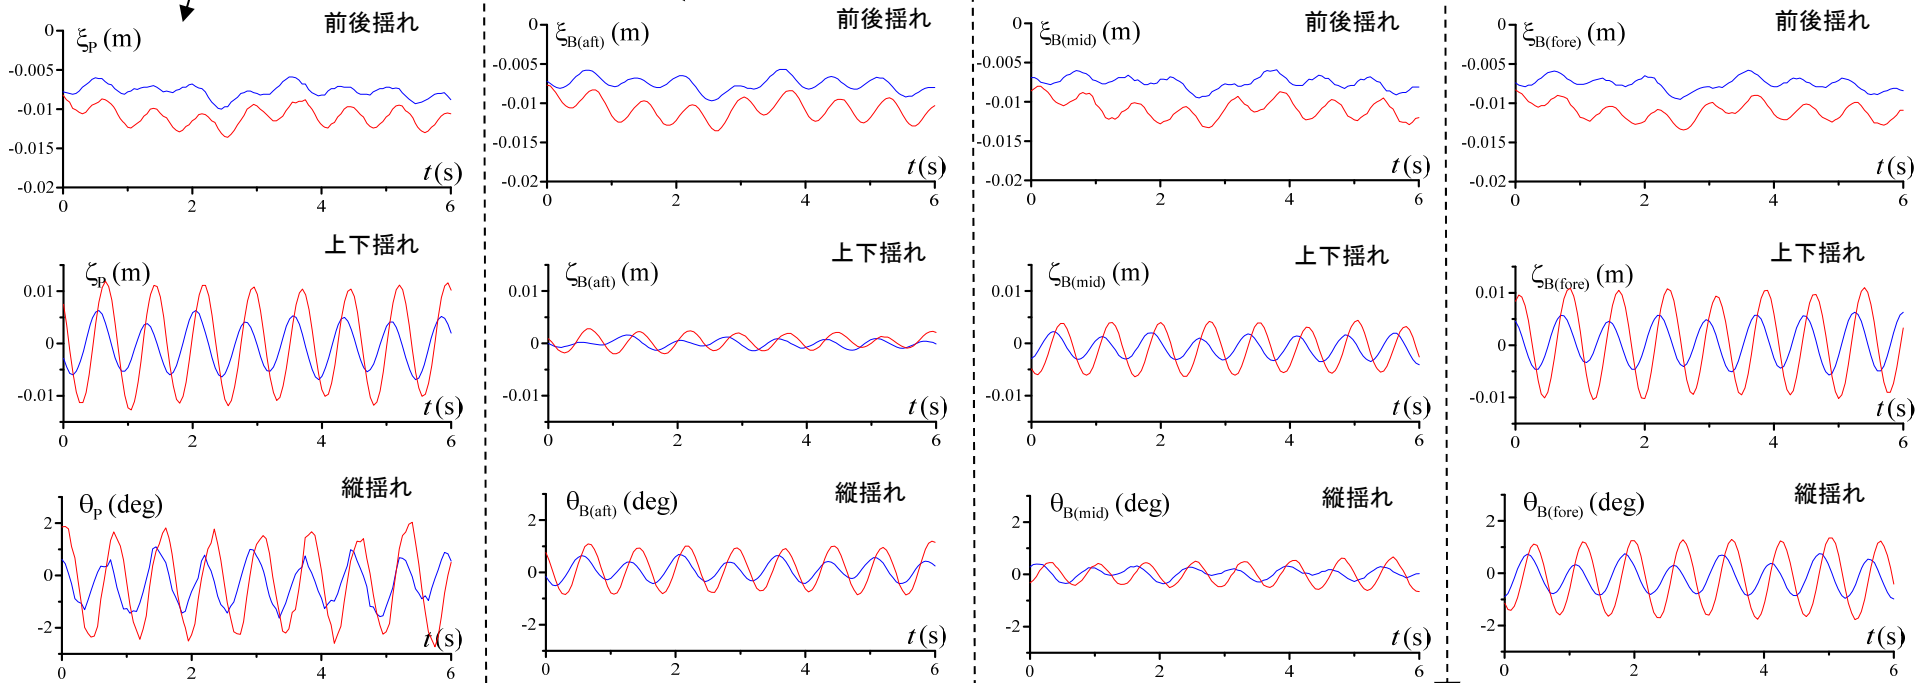 前後揺れ
ξP (m)
0
-0.005
-0.01
-0.015
-0.02
t (s)
0 2 4 6
前後揺れ
ξB(aft) (m)
0
-0.005
-0.01
-0.015
-0.02
t (s)
0 2 4 6
前後揺れ
ξB(mid) (m)
0
-0.005
-0.01
-0.015
-0.02
t (s)
0 2 4 6
前後揺れ
ξB(fore) (m)
0
-0.005
-0.01
-0.015
-0.02
t (s)
0 2 4 6
上下揺れ
ζP (m)
0.01
0
-0.01
t (s)
0 2 4 6
上下揺れ
ζB(aft) (m)
0.01
0
-0.01
t (s)
0 2 4 6
上下揺れ
ζB(mid) (m)
0.01
0
-0.01
t (s)
0 2 4 6
上下揺れ
ζB(fore) (m)
0.01
0
-0.01
t (s)
0 2 4 6
縦揺れ
θP (deg)
2
0
-2
t (s)
0 2 4 6
縦揺れ
θB(aft) (deg)
2
0
-2
t (s)
0 2 4 6
縦揺れ
θB(mid) (deg)
2
0
-2
t (s)
0 2 4 6
縦揺れ
θB(fore) (deg)
2
0
-2
t (s)
0 2 4 6